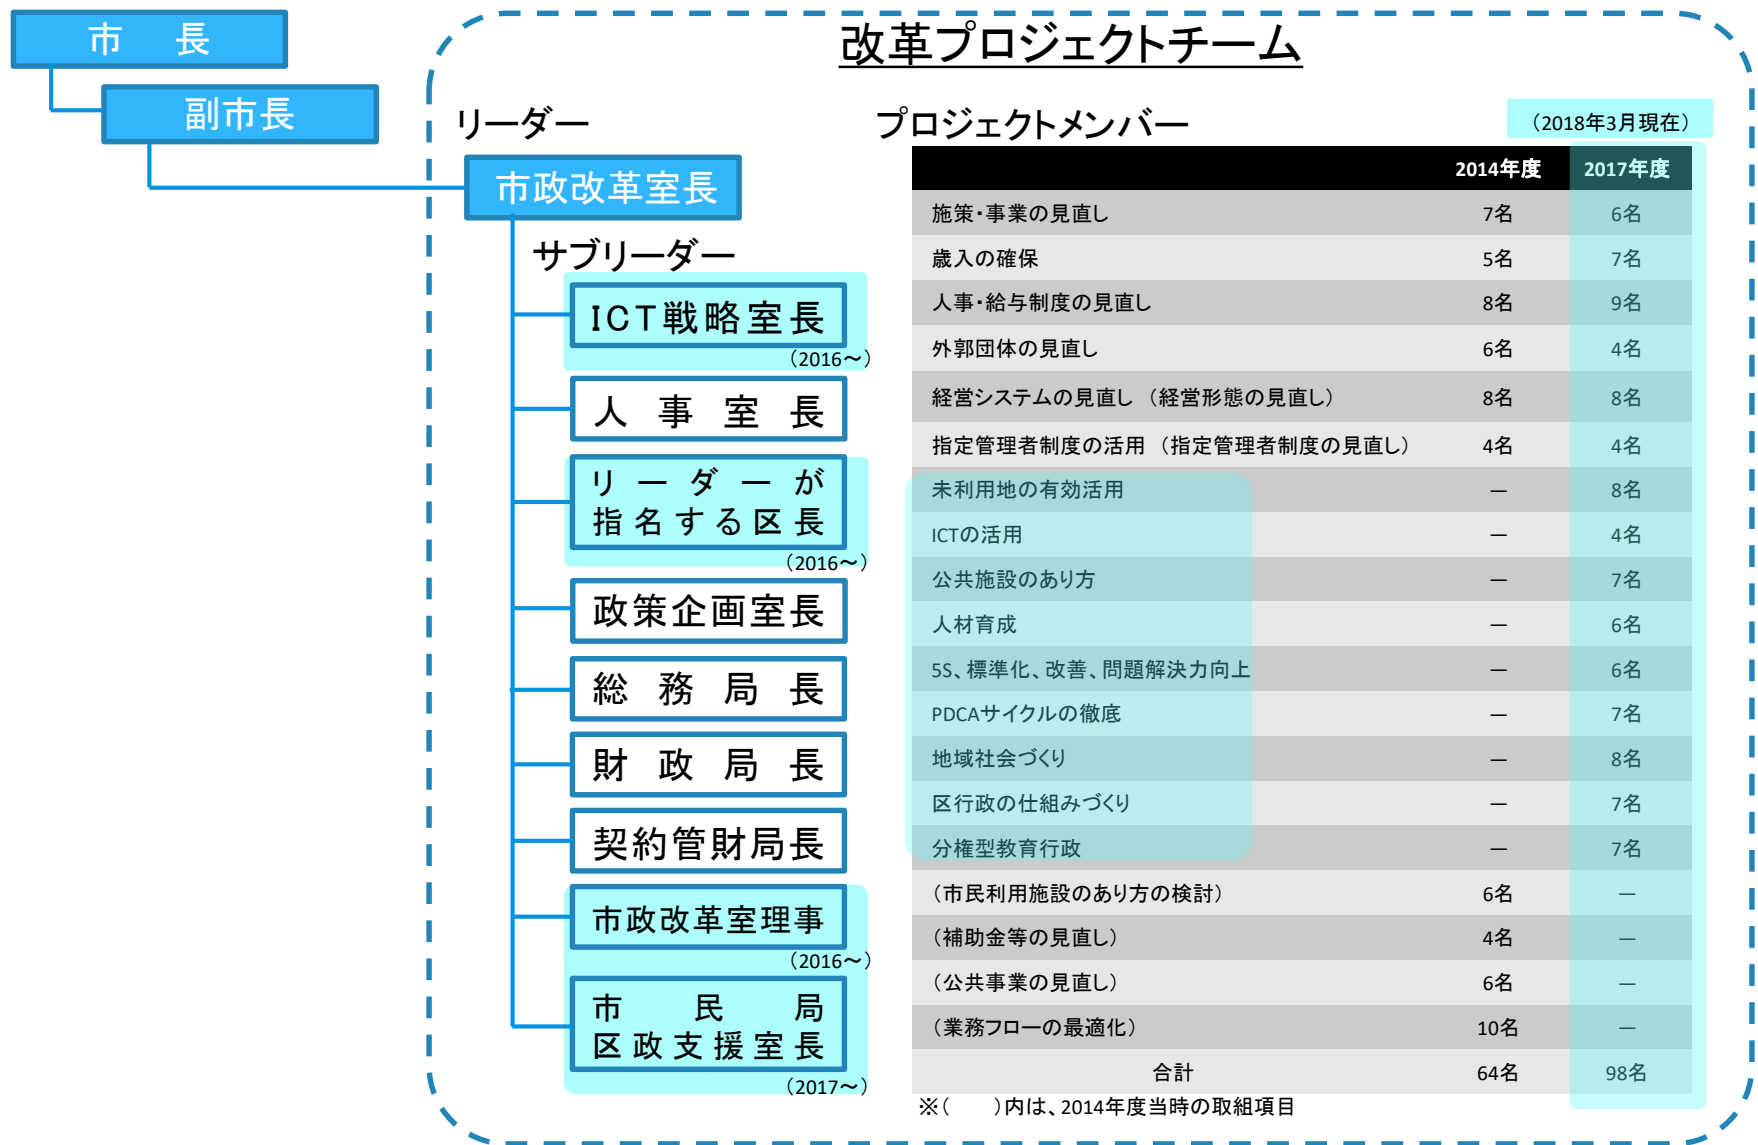 市　長
副市長
改革プロジェクトチーム
リーダー
市政改革室長
サブリーダー
ICT戦略室長
（2016～）
人事室長
リーダーが
指名する区長
（2016～）
政策企画室長
総務局長
財政局長
契約管財局長
市政改革室理事
（2016～）
市民局
区政支援室長
（2017～）
プロジェクトメンバー
（2018年3月現在）
2014年度 2017年度
施策・事業の見直し 7名 6名
歳入の確保 5名 7名
人事・給与制度の見直し 8名 9名
外郭団体の見直し 6名 4名
経営システムの見直し （経営形態の見直し） 8名 8名
指定管理者制度の活用 （指定管理者制度の見直し） 4名 4名
未利用地の有効活用 ― 8名
ICTの活用 ― 4名
公共施設のあり方 ― 7名
人材育成 ― 6名
5S、標準化、改善、問題解決力向上 ― 6名
PDCAサイクルの徹底 ― 7名
地域社会づくり ― 8名
区行政の仕組みづくり ― 7名
分権型教育行政 ― 7名
（市民利用施設のあり方の検討） 6名 ―
（補助金等の見直し） 4名 ―
（公共事業の見直し） 6名 ―
（業務フローの最適化） 10名 ―
合計 64名 98名
※（　　）内は、2014年度当時の取組項目